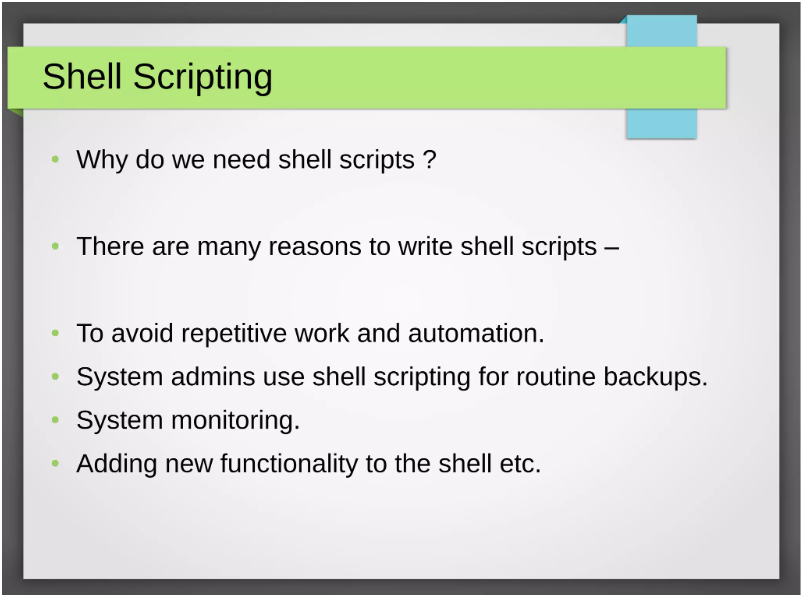 Shell Scripting
• Why do we need shell scripts ?
• There are many reasons to write shell scripts –
• To avoid repetitive work and automation.
• System admins use shell scripting for routine backups.
• System monitoring.
• Adding new functionality to the shell etc.